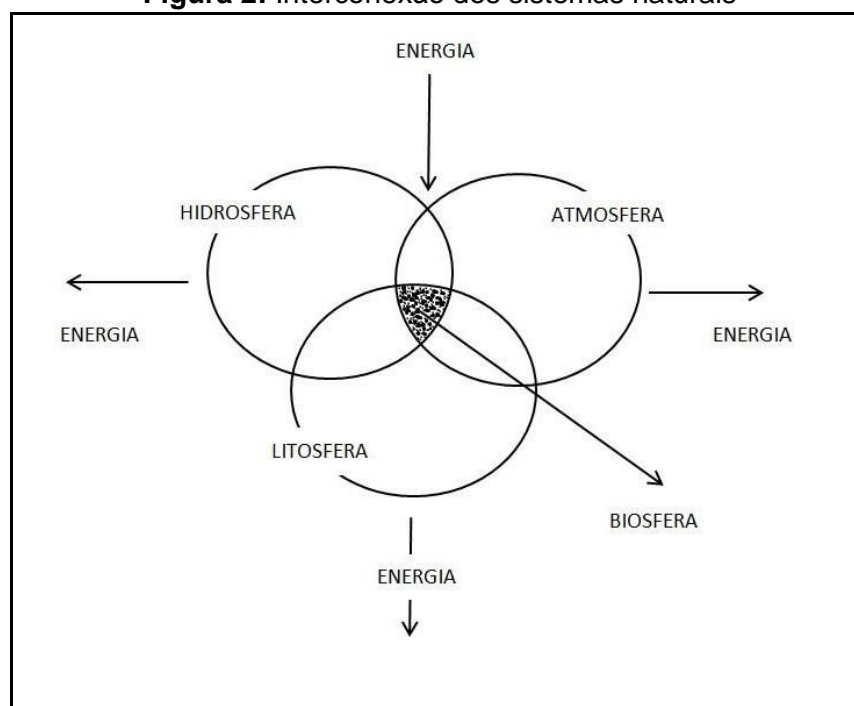 Figura 2: Interconexão dos sistemas naturais
ENERGIA
HIDROSFERA
ATMOSFERA
ENERGIA
ENERGIA
LITOSFERA
BIOSFERA
ENERGIA